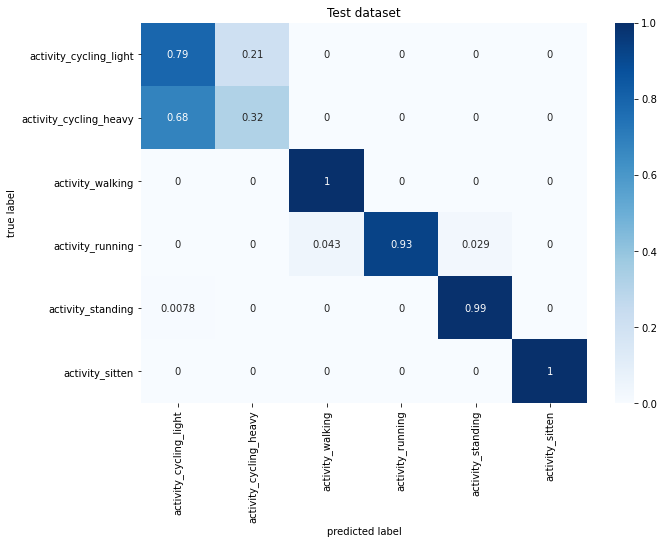 Test dataset
true label
activity_cycling_light 0.79 0.21 0 0 0 0
activity_cycling_heavy 0.68 0.32 0 0 0 0
activity_walking 0 0 1 0 0 0
activity_running 0 0 0.043 0.93 0.029 0
activity_standing 0.0078 0 0 0 0.99 0
activity_sitten 0 0 0 0 0 1
activity_cycling_light
activity_cycling_heavy
activity_walking
activity_running
activity_standing
activity_sitten
predicted label
1.0
0.8
0.6
0.4
0.2
0.0